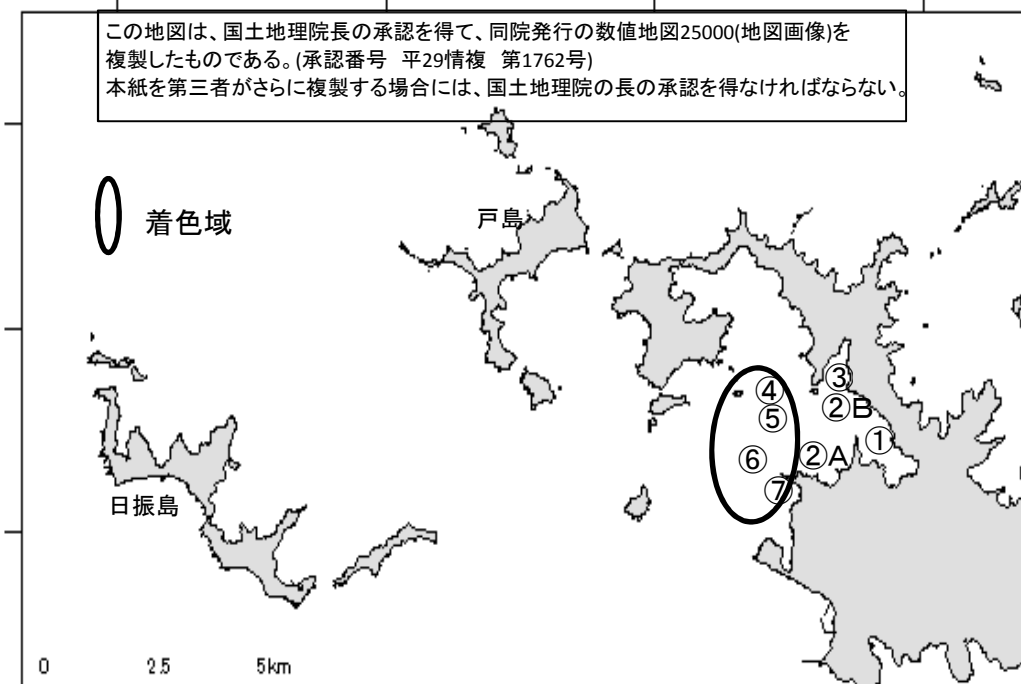 この地図は、国土地理院長の承認を得て、同院発行の数値地図25000(地図画像)を
複製したものである。(承認番号 平29情複 第1762号)
本紙を第三者がさらに複製する場合には、国土地理院の長の承認を得なければならない。
着色域
戸島
④
③
⑤
②B
①
⑥
②A
⑦
日振島
0 2.5 5km